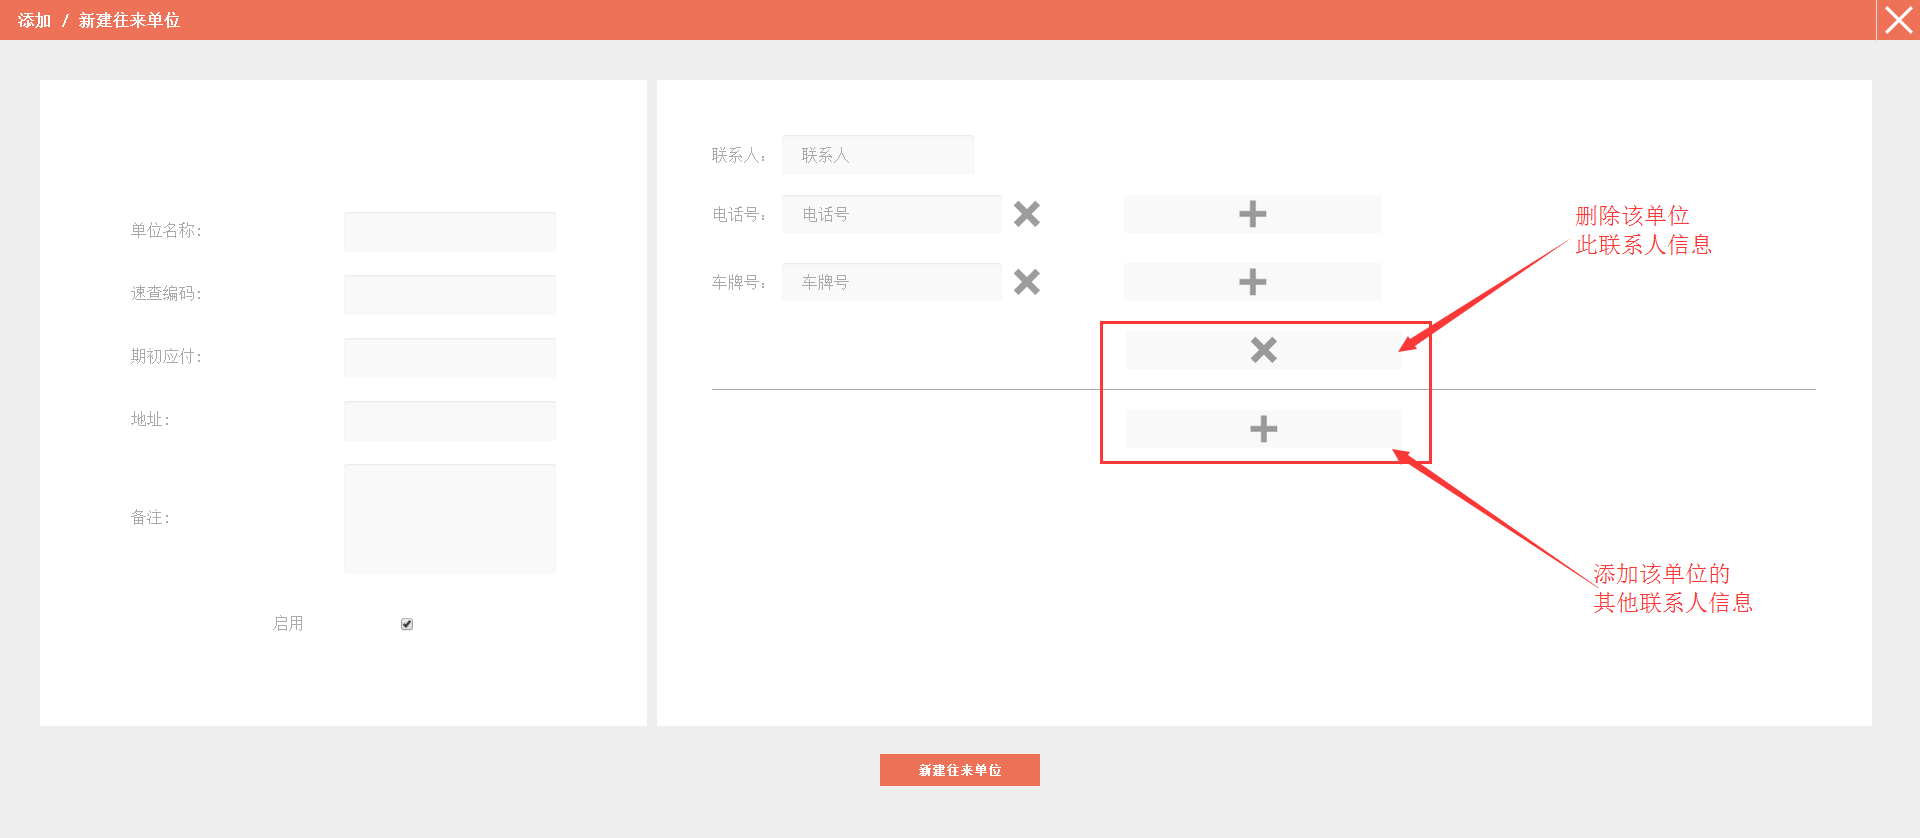 添加 / 新建往来单位
单位名称:
速查编码:
期初应付:
地址:
备注:
启用
联系人: 联系人
电话号: 电话号
车牌号: 车牌号
删除该单位
此联系人信息
添加该单位的
其他联系人信息
新建往来单位